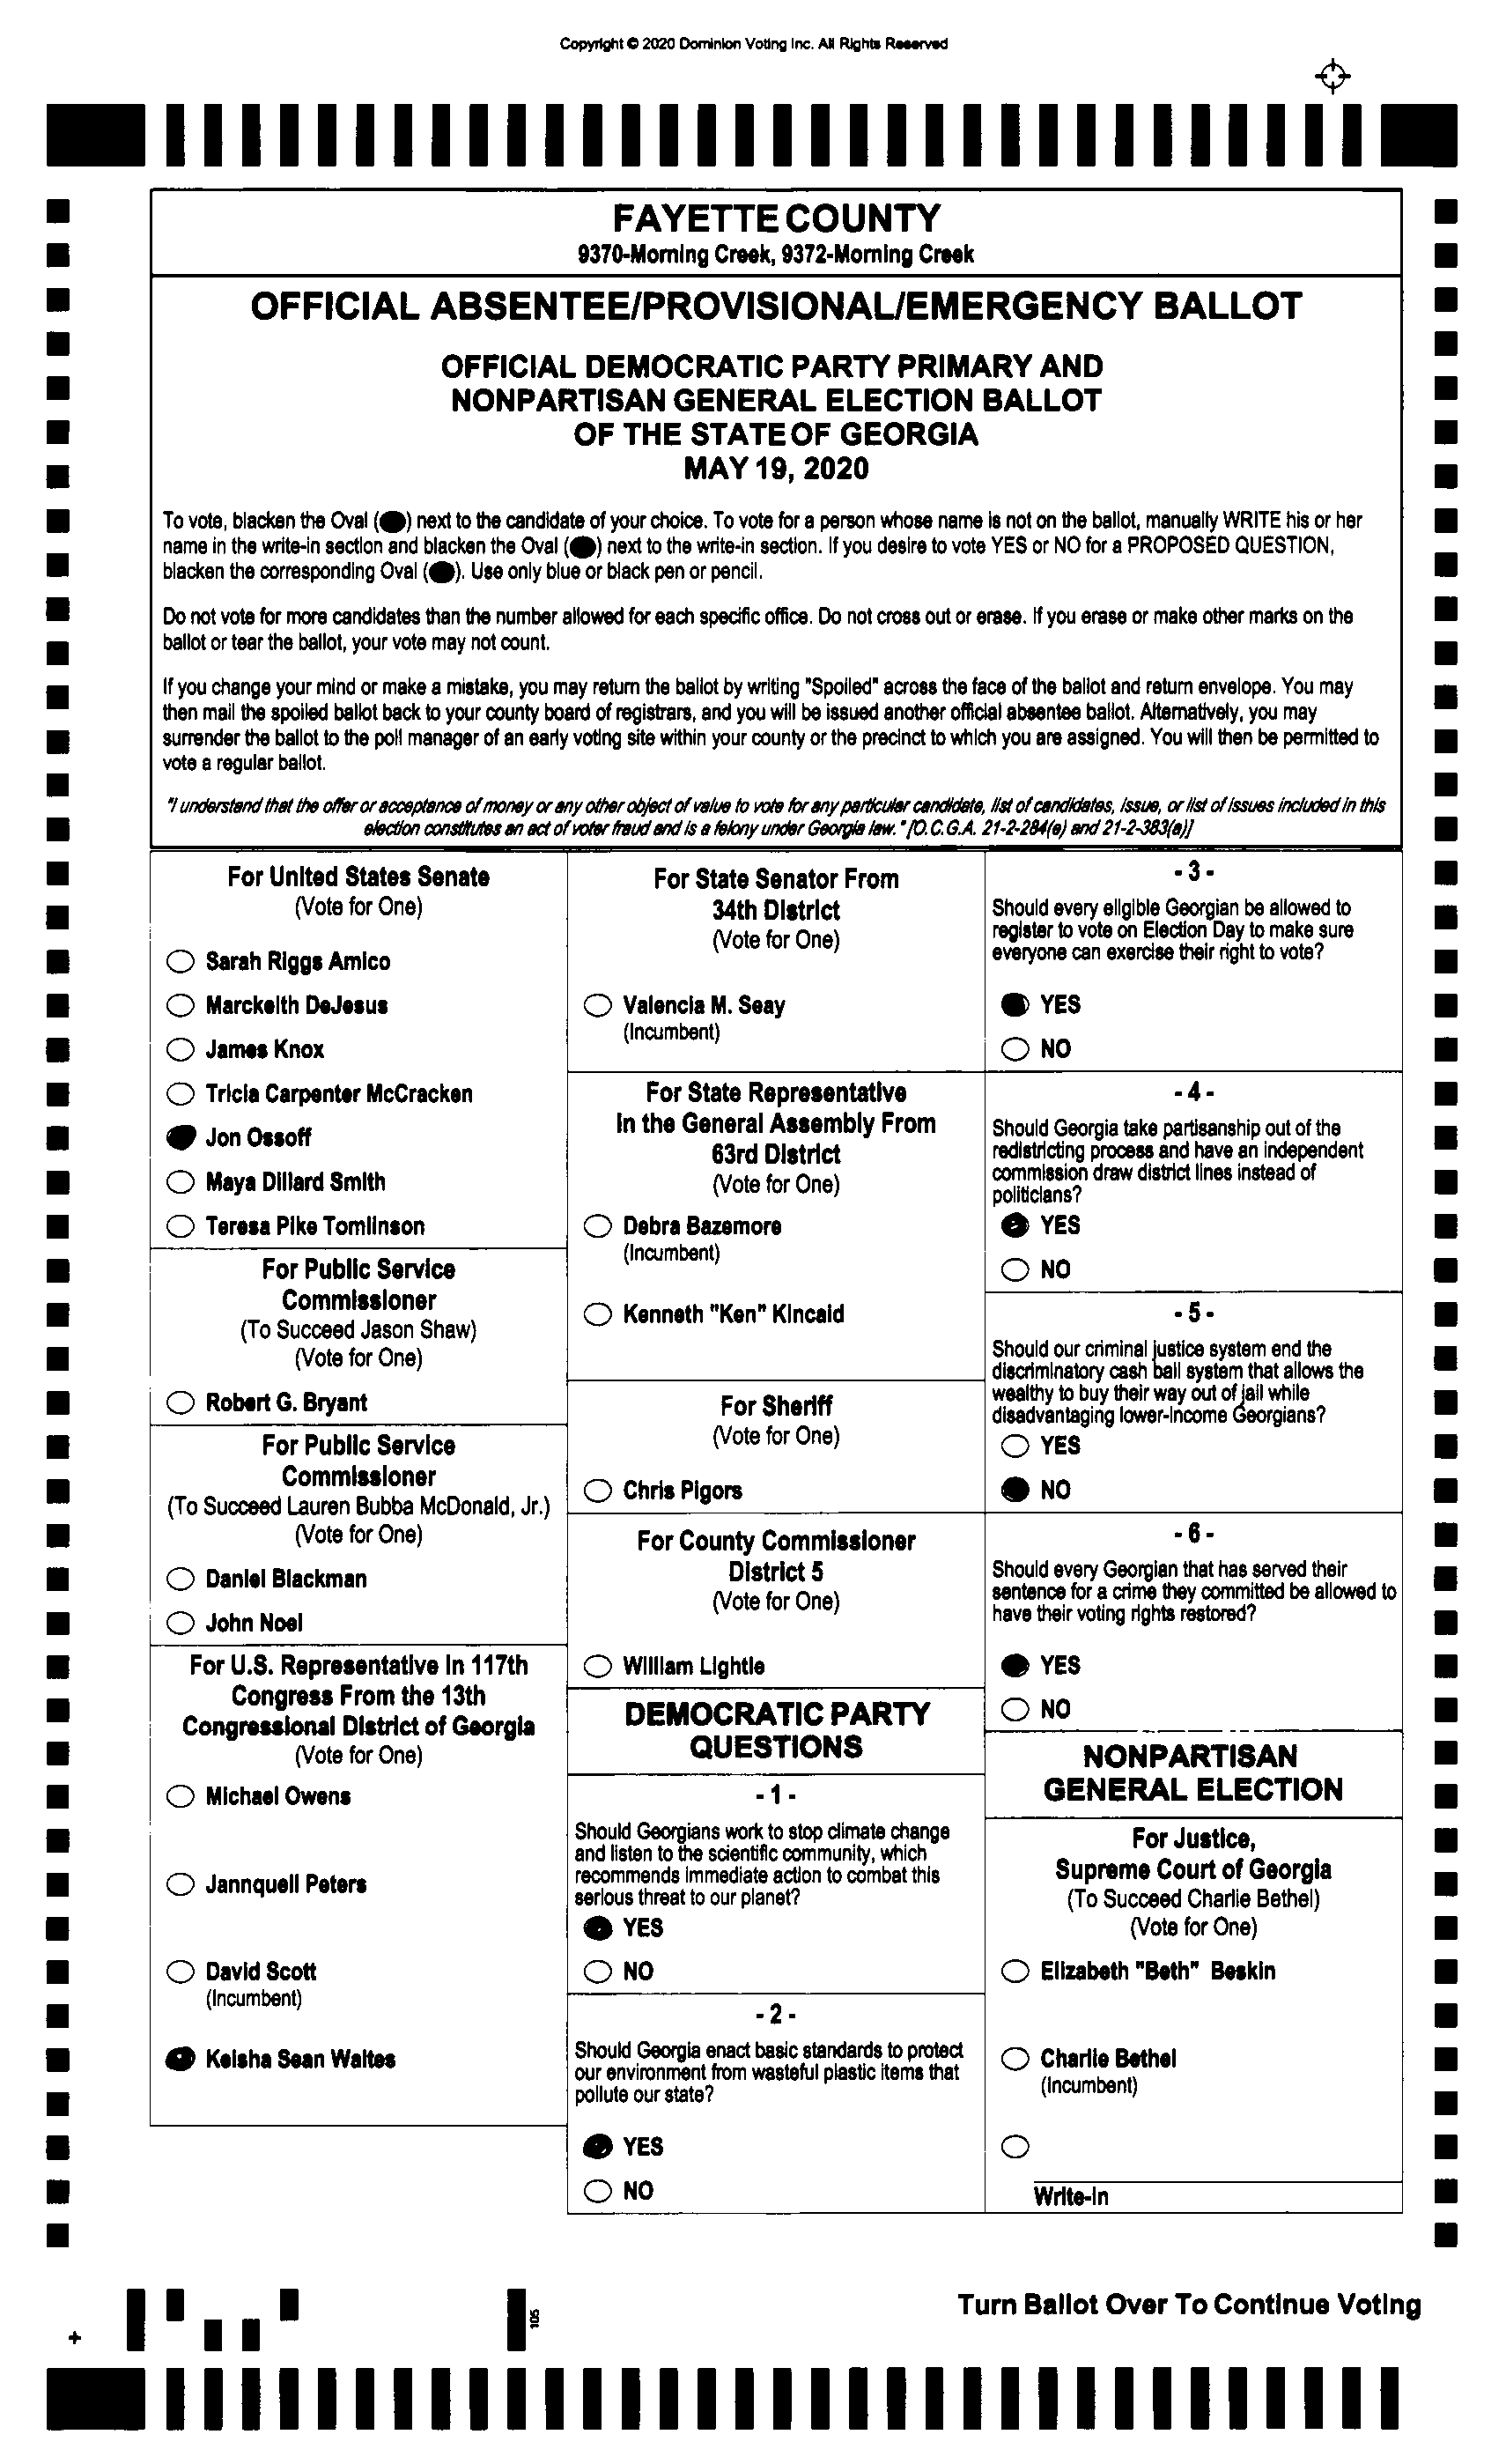 Copyright © 2020 Dominion Voting Inc. All Rights Reserved
FAYETTE COUNTY
9370-Morning Creek, 9372-Morning Creek
OFFICIAL ABSENTEE/PROVISIONAL/EMERGENCY BALLOT
OFFICIAL DEMOCRATIC PARTY PRIMARY AND
NONPARTISAN GENERAL ELECTION BALLOT
OF THE STATE OF GEORGIA
MAY 19, 2020
To vote, blacken the Oval (●) next to the candidate of your choice. To vote for a person whose name is not on the ballot, manually WRITE his or her
name in the write-in section and blacken the Oval (●) next to the write-in section. If you desire to vote YES or NO for a PROPOSED QUESTION,
blacken the corresponding Oval (●). Use only blue or black pen or pencil.
Do not vote for more candidates than the number allowed for each specific office. Do not cross out or erase. If you erase or make other marks on the
ballot or tear the ballot, your vote may not count.
If you change your mind or make a mistake, you may return the ballot by writing "Spoiled" across the face of the ballot and return envelope. You may
then mail the spoiled ballot back to your county board of registrars, and you will be issued another official absentee ballot. Alternatively, you may
surrender the ballot to the poll manager of an early voting site within your county or the precinct to which you are assigned. You will then be permitted to
vote a regular ballot.
"I understand that the offer or acceptance of money or any other object of value to vote for any particular candidate, list of candidates, issue, or list of issues included in this
election constitutes an act of voter fraud and is a felony under Georgia law." [O.C.G.A. 21-2-284(e) and 21-2-383(a)]
For United States Senate
(Vote for One)
Sarah Riggs Amico
Marckeith DeJesus
James Knox
Tricia Carpenter McCracken
Jon Ossoff
Maya Dillard Smith
Teresa Pike Tomlinson
For Public Service
Commissioner
(To Succeed Jason Shaw)
(Vote for One)
Robert G. Bryant
For Public Service
Commissioner
(To Succeed Lauren Bubba McDonald, Jr.)
(Vote for One)
Daniel Blackman
John Noel
For U.S. Representative in 117th
Congress From the 13th
Congressional District of Georgia
(Vote for One)
Michael Owens
Jannquell Peters
David Scott
(Incumbent)
Keisha Sean Waites
For State Senator From
34th District
(Vote for One)
Valencia M. Seay
(Incumbent)
For State Representative
In the General Assembly From
63rd District
(Vote for One)
Debra Bazemore
(Incumbent)
Kenneth "Ken" Kincaid
For Sheriff
(Vote for One)
Chris Pigors
For County Commissioner
District 5
(Vote for One)
William Lightle
DEMOCRATIC PARTY
QUESTIONS
- 1 -
Should Georgians work to stop climate change
and listen to the scientific community, which
recommends immediate action to combat this
serious threat to our planet?
YES
NO
- 2 -
Should Georgia enact basic standards to protect
our environment from wasteful plastic items that
pollute our state?
YES
NO
- 3 -
Should every eligible Georgian be allowed to
register to vote on Election Day to make sure
everyone can exercise their right to vote?
YES
NO
- 4 -
Should Georgia take partisanship out of the
redistricting process and have an independent
commission draw district lines instead of
politicians?
YES
NO
- 5 -
Should our criminal justice system end the
discriminatory cash bail system that allows the
wealthy to buy their way out of jail while
disadvantaging lower-income Georgians?
YES
NO
- 6 -
Should every Georgian that has served their
sentence for a crime they committed be allowed to
have their voting rights restored?
YES
NO
NONPARTISAN
GENERAL ELECTION
For Justice,
Supreme Court of Georgia
(To Succeed Charlie Bethel)
(Vote for One)
Elizabeth "Beth" Beskin
Charlie Bethel
(Incumbent)
Write-in
Turn Ballot Over To Continue Voting
105
+